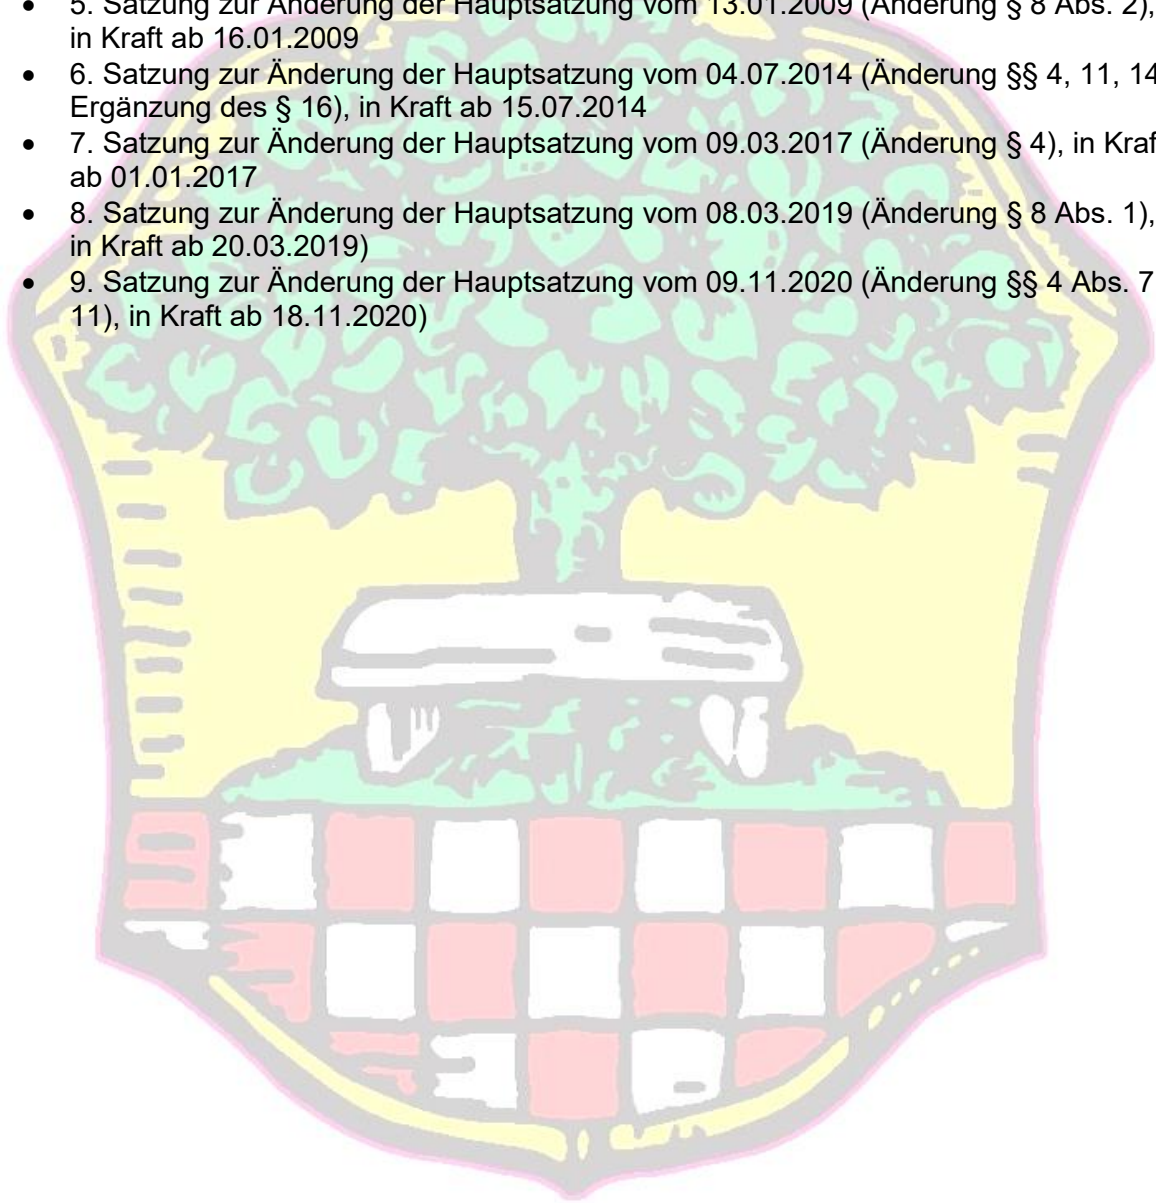 • 5. Satzung zur Änderung der Hauptsatzung vom 13.01.2009 (Änderung § 8 Abs. 2),
in Kraft ab 16.01.2009
• 6. Satzung zur Änderung der Hauptsatzung vom 04.07.2014 (Änderung §§ 4, 11, 14
Ergänzung des § 16), in Kraft ab 15.07.2014
• 7. Satzung zur Änderung der Hauptsatzung vom 09.03.2017 (Änderung § 4), in Kraf
ab 01.01.2017
• 8. Satzung zur Änderung der Hauptsatzung vom 08.03.2019 (Änderung § 8 Abs. 1),
in Kraft ab 20.03.2019)
• 9. Satzung zur Änderung der Hauptsatzung vom 09.11.2020 (Änderung §§ 4 Abs. 7
11), in Kraft ab 18.11.2020)